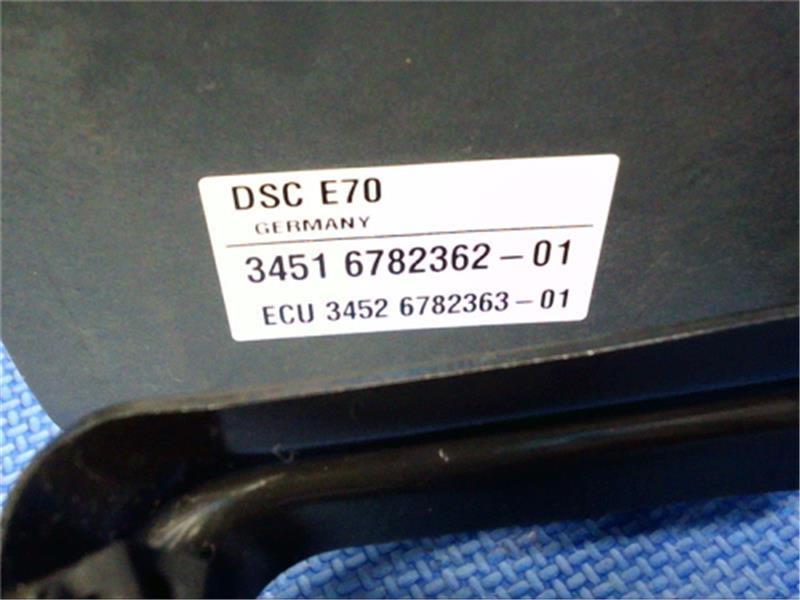 DSC E70
GERMANY
3451 6782362-01
ECU 3452 6782363-01